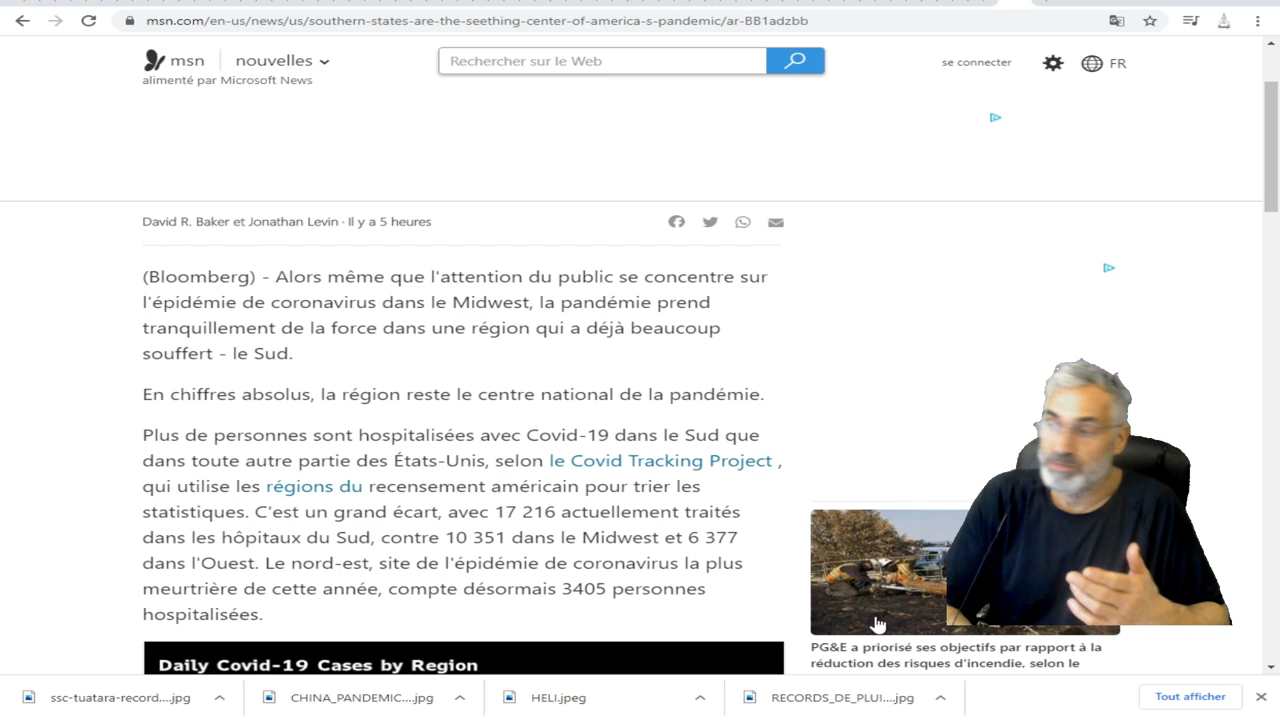 msn.com/en-us/news/us/southern-states-are-the-seething-center-of-america-s-pandemic/ar-BB1adzbb
msn
nouvelles
Rechercher sur le Web
se connecter
FR
alimenté par Microsoft News
David R. Baker et Jonathan Levin · Il y a 5 heures
(Bloomberg) - Alors même que l'attention du public se concentre sur
l'épidémie de coronavirus dans le Midwest, la pandémie prend
tranquillement de la force dans une région qui a déjà beaucoup
souffert - le Sud.
En chiffres absolus, la région reste le centre national de la pandémie.
Plus de personnes sont hospitalisées avec Covid-19 dans le Sud que
dans toute autre partie des États-Unis, selon le Covid Tracking Project ,
qui utilise les régions du recensement américain pour trier les
statistiques. C'est un grand écart, avec 17 216 actuellement traités
dans les hôpitaux du Sud, contre 10 351 dans le Midwest et 6 377
dans l'Ouest. Le nord-est, site de l'épidémie de coronavirus la plus
meurtrière de cette année, compte désormais 3405 personnes
hospitalisées.
Daily Covid-19 Cases by Region
PG&E a priorisé ses objectifs par rapport à la
réduction des risques d'incendie, selon le
ssc-tuatara-record....jpg
CHINA_PANDEMIC....jpg
HELI.jpeg
RECORDS_DE_PLUI....jpg
Tout afficher